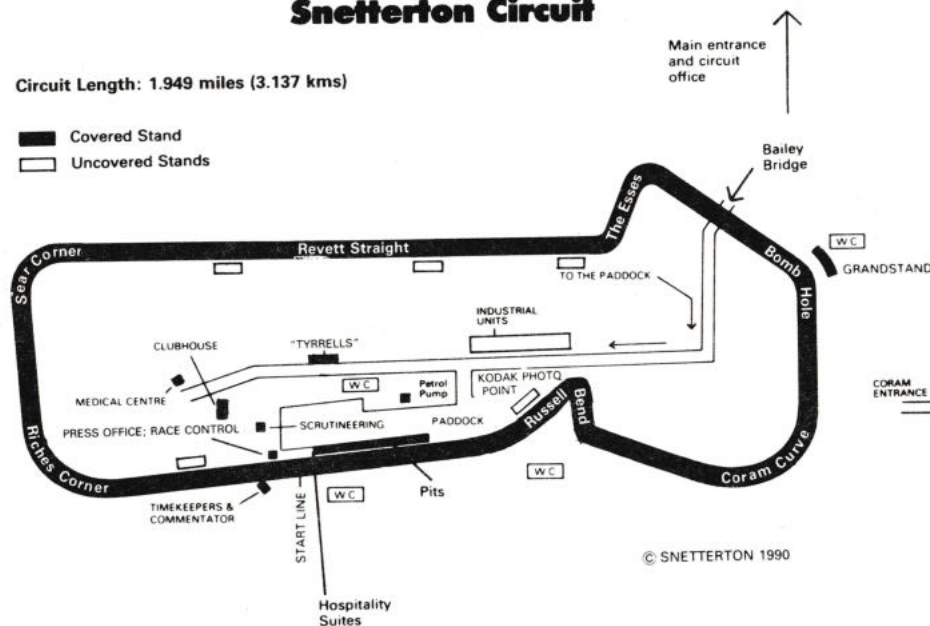 Snetterton Circuit
Main entrance
and circuit
office
Circuit Length: 1.949 miles (3.137 kms)
Covered Stand
Uncovered Stands
Bailey
Bridge
The Esses
Revett Straight
Sear Corner
Bomb Hole
WC
GRANDSTAND
TO THE PADDOCK
INDUSTRIAL
UNITS
CLUBHOUSE
"TYRRELLS"
MEDICAL CENTRE
WC
Petrol
Pump
KODAK PHOTO
POINT
CORAM
ENTRANCE
PRESS OFFICE; RACE CONTROL
SCRUTINEERING
PADDOCK
Russell
Bend
Riches Corner
Coram Curve
TIMEKEEPERS &
COMMENTATOR
START LINE
WC
Pits
WC
© SNETTERTON 1990
Hospitality
Suites